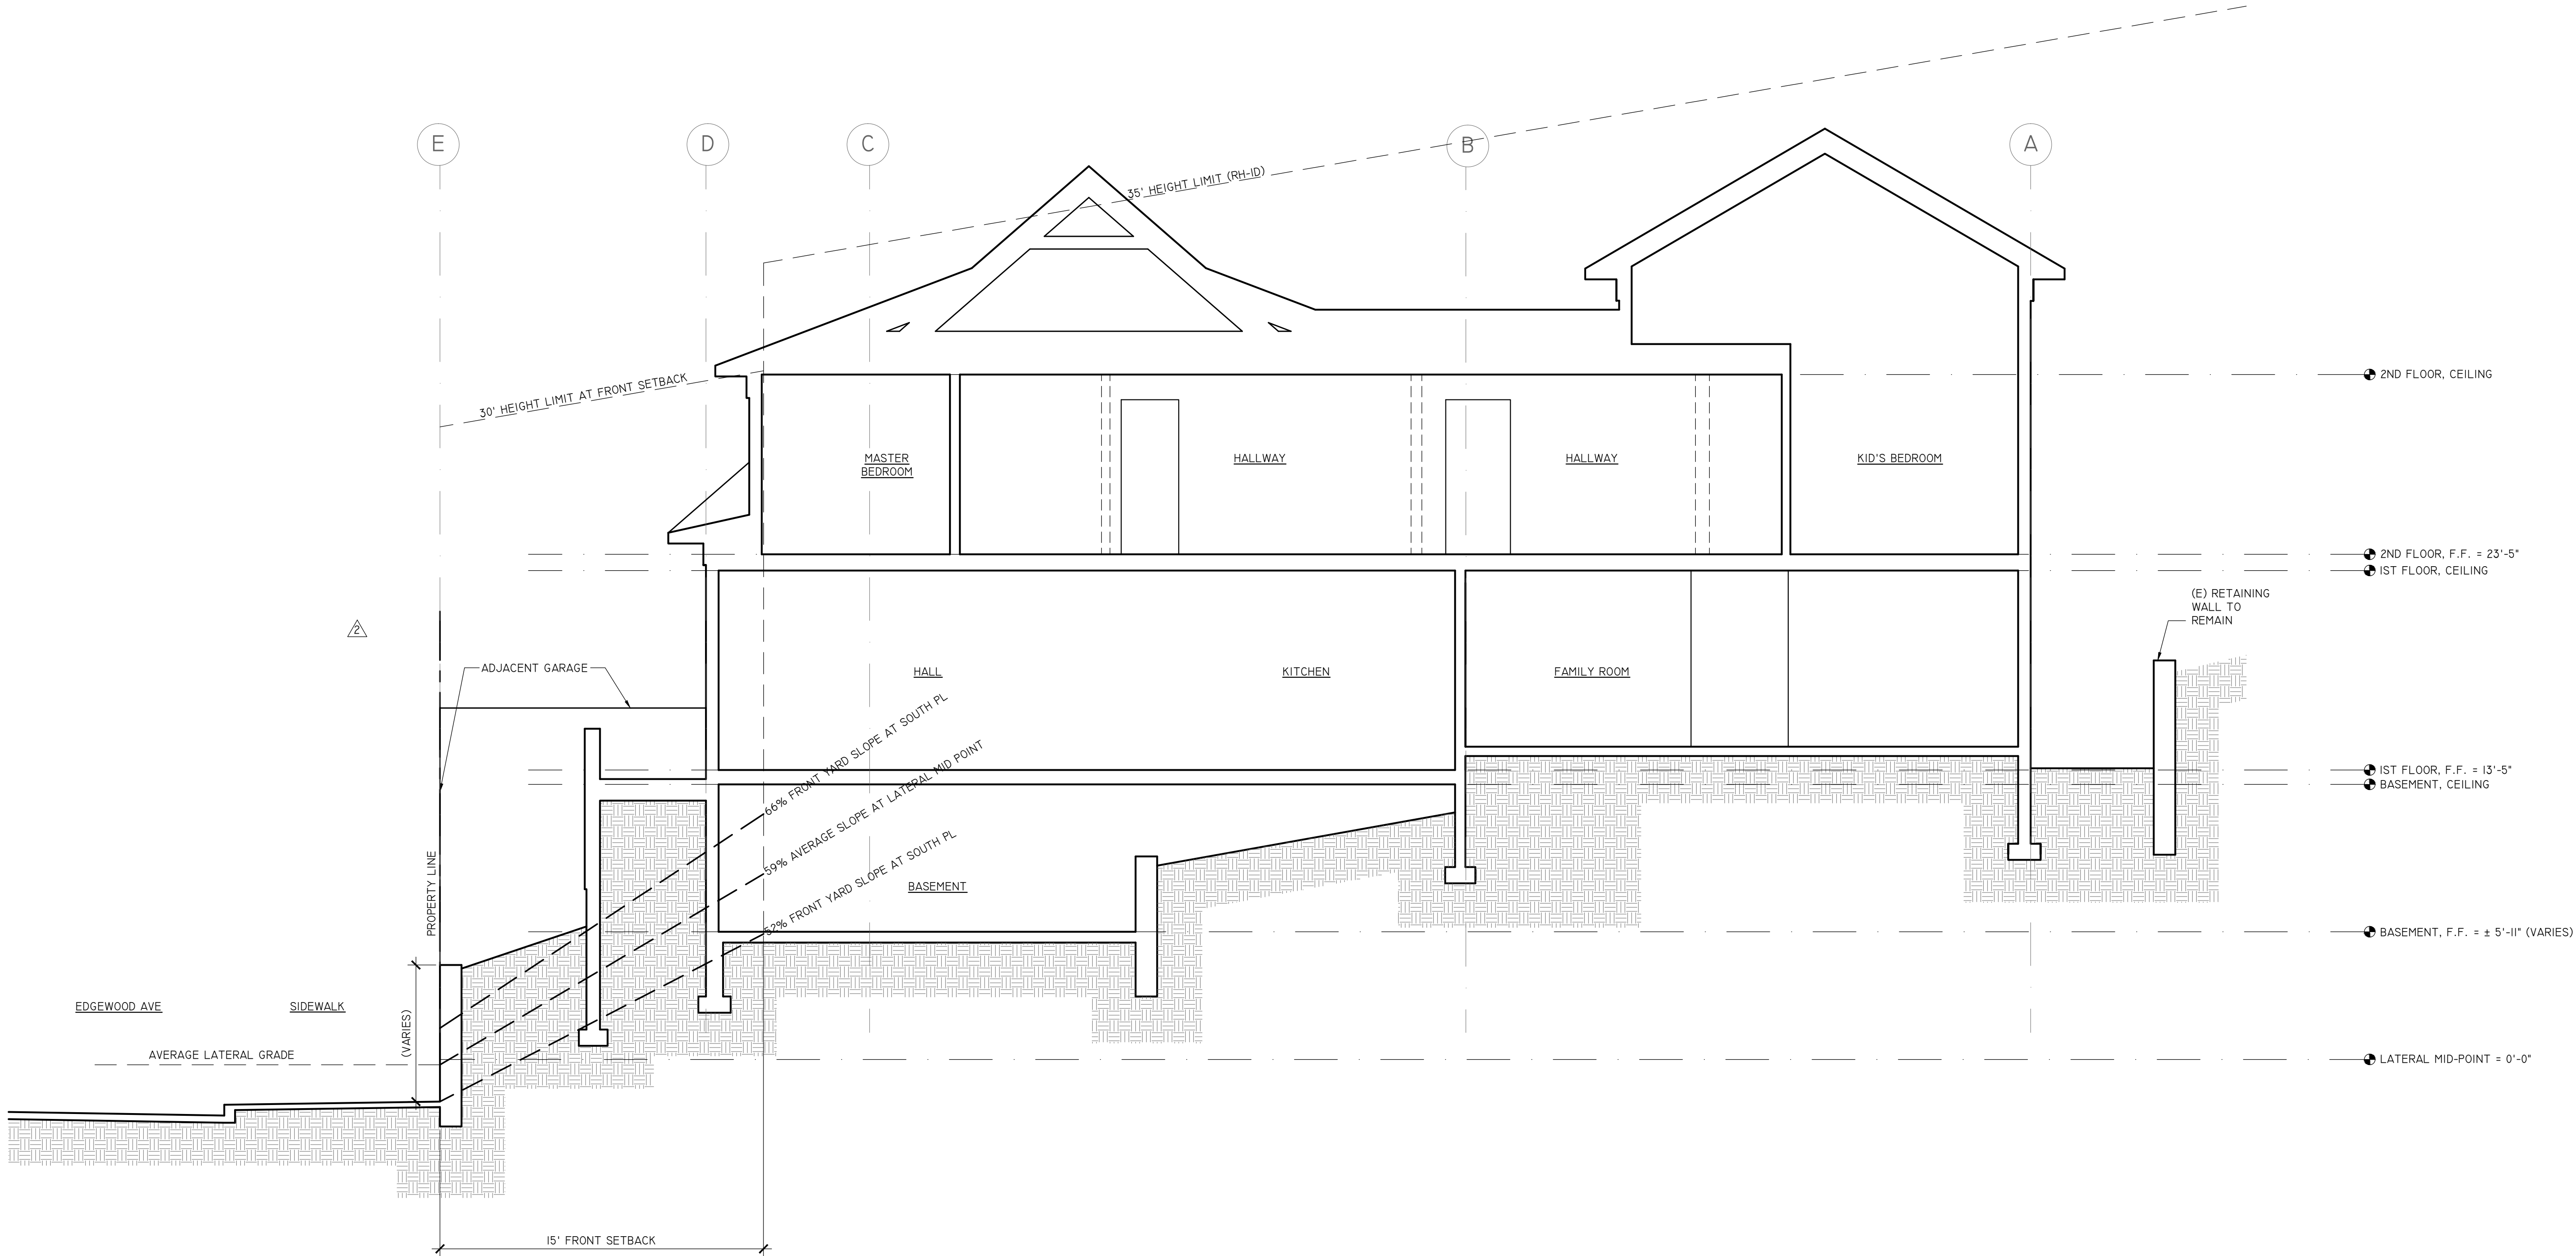 E
D
C
B
A
35' HEIGHT LIMIT (RH-1D)
30' HEIGHT LIMIT AT FRONT SETBACK
2ND FLOOR, CEILING
MASTER
BEDROOM
HALLWAY
HALLWAY
KID'S BEDROOM
2ND FLOOR, F.F. = 23'-5"
1ST FLOOR, CEILING
(E) RETAINING
WALL TO
REMAIN
2
ADJACENT GARAGE
HALL
KITCHEN
FAMILY ROOM
66% FRONT YARD SLOPE AT SOUTH PL
59% AVERAGE SLOPE AT LATERAL MID POINT
52% FRONT YARD SLOPE AT SOUTH PL
1ST FLOOR, F.F. = 13'-5"
BASEMENT, CEILING
PROPERTY LINE
BASEMENT
BASEMENT, F.F. = ± 5'-11" (VARIES)
EDGEWOOD AVE
SIDEWALK
(VARIES)
AVERAGE LATERAL GRADE
LATERAL MID-POINT = 0'-0"
15' FRONT SETBACK